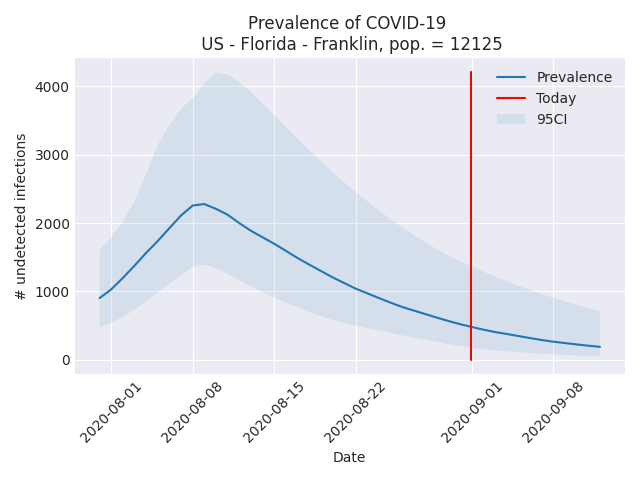 Prevalence of COVID-19
US - Florida - Franklin, pop. = 12125
Prevalence
Today
95CI
# undetected infections
4000
3000
2000
1000
0
2020-08-01
2020-08-08
2020-08-15
2020-08-22
2020-09-01
2020-09-08
Date